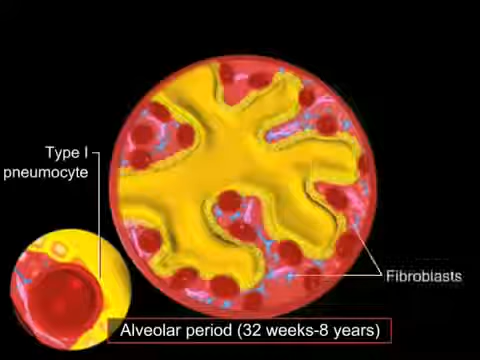 Type I
pneumocyte
Fibroblasts
Alveolar period (32 weeks-8 years)